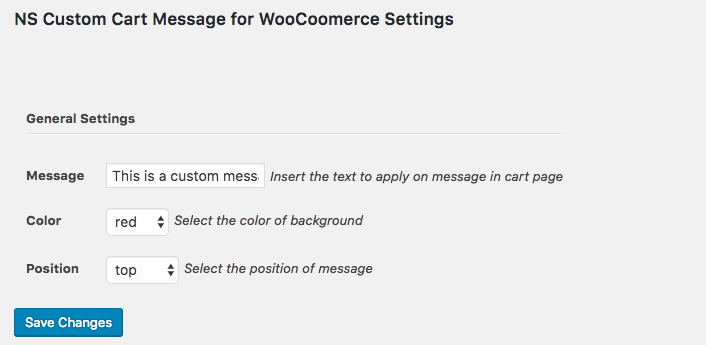 NS Custom Cart Message for WooCoomerce Settings
General Settings
Message This is a custom mess Insert the text to apply on message in cart page
Color red Select the color of background
Position top Select the position of message
Save Changes